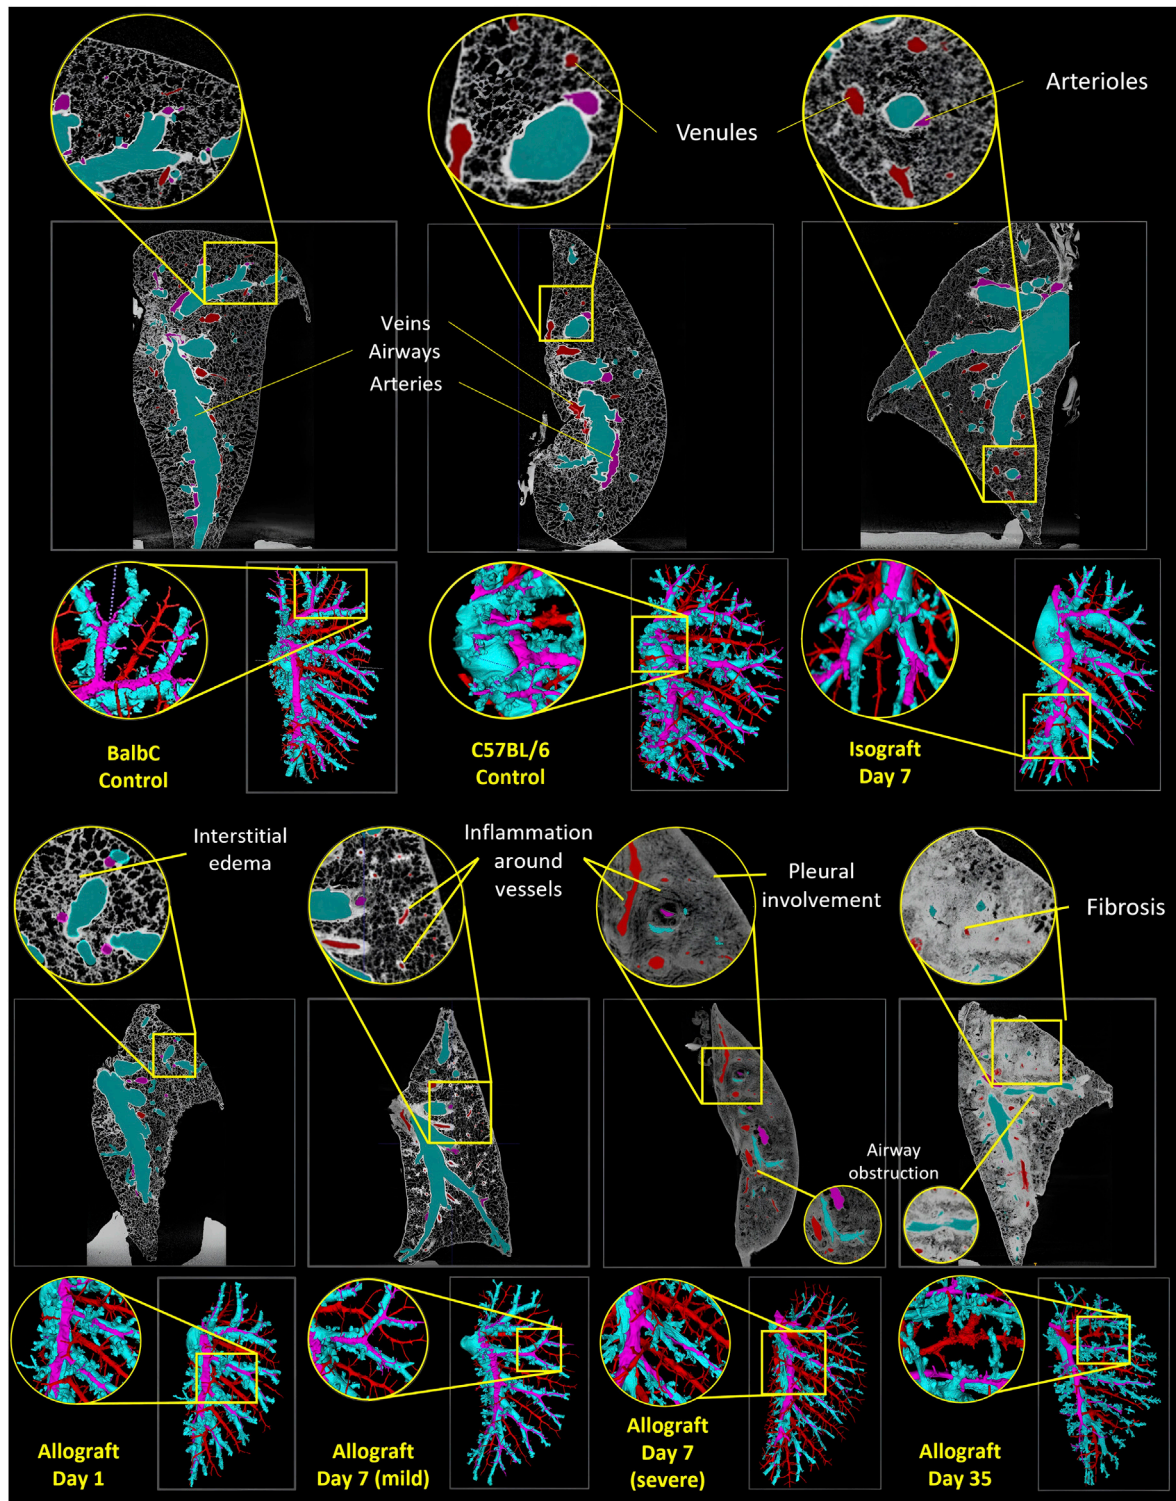 Arterioles
Venules
Veins
Airways
Arteries
BalbC
Control
C57BL/6
Control
Isograft
Day 7
Interstitial
edema
Inflammation
around
vessels
Pleural
involvement
Fibrosis
Airway
obstruction
Allograft
Day 1
Allograft
Day 7 (mild)
Allograft
Day 7
(severe)
Allograft
Day 35